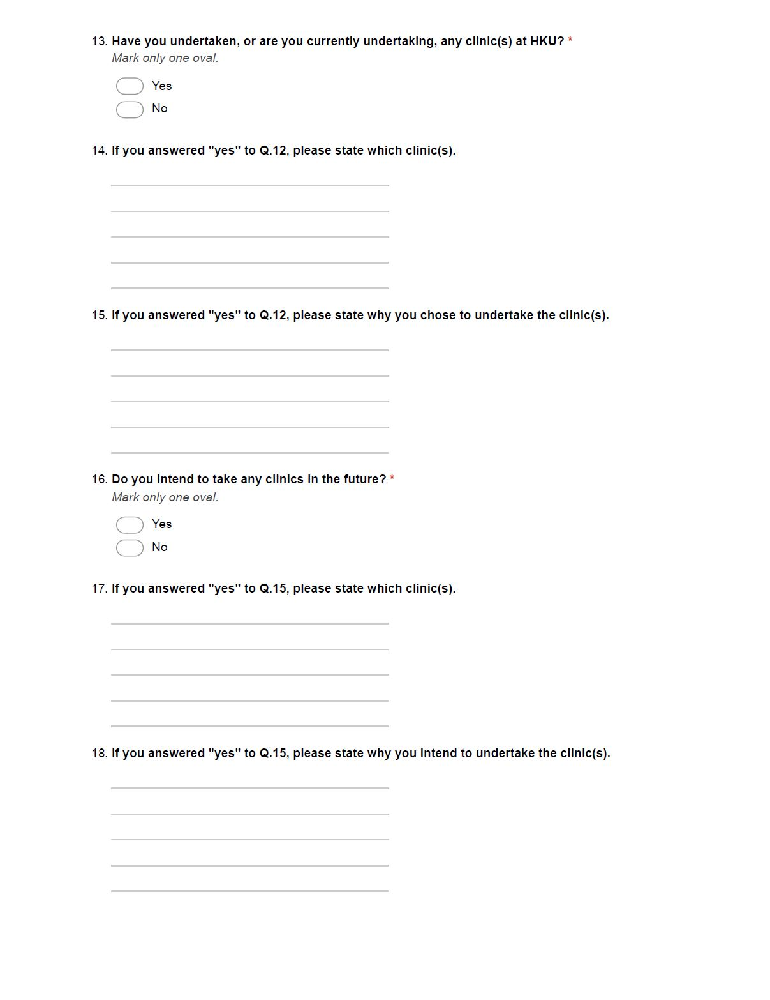 13. Have you undertaken, or are you currently undertaking, any clinic(s) at HKU? *
Mark only one oval.
Yes
No
14. If you answered "yes" to Q.12, please state which clinic(s).
15. If you answered "yes" to Q.12, please state why you chose to undertake the clinic(s).
16. Do you intend to take any clinics in the future? *
Mark only one oval.
Yes
No
17. If you answered "yes" to Q.15, please state which clinic(s).
18. If you answered "yes" to Q.15, please state why you intend to undertake the clinic(s).